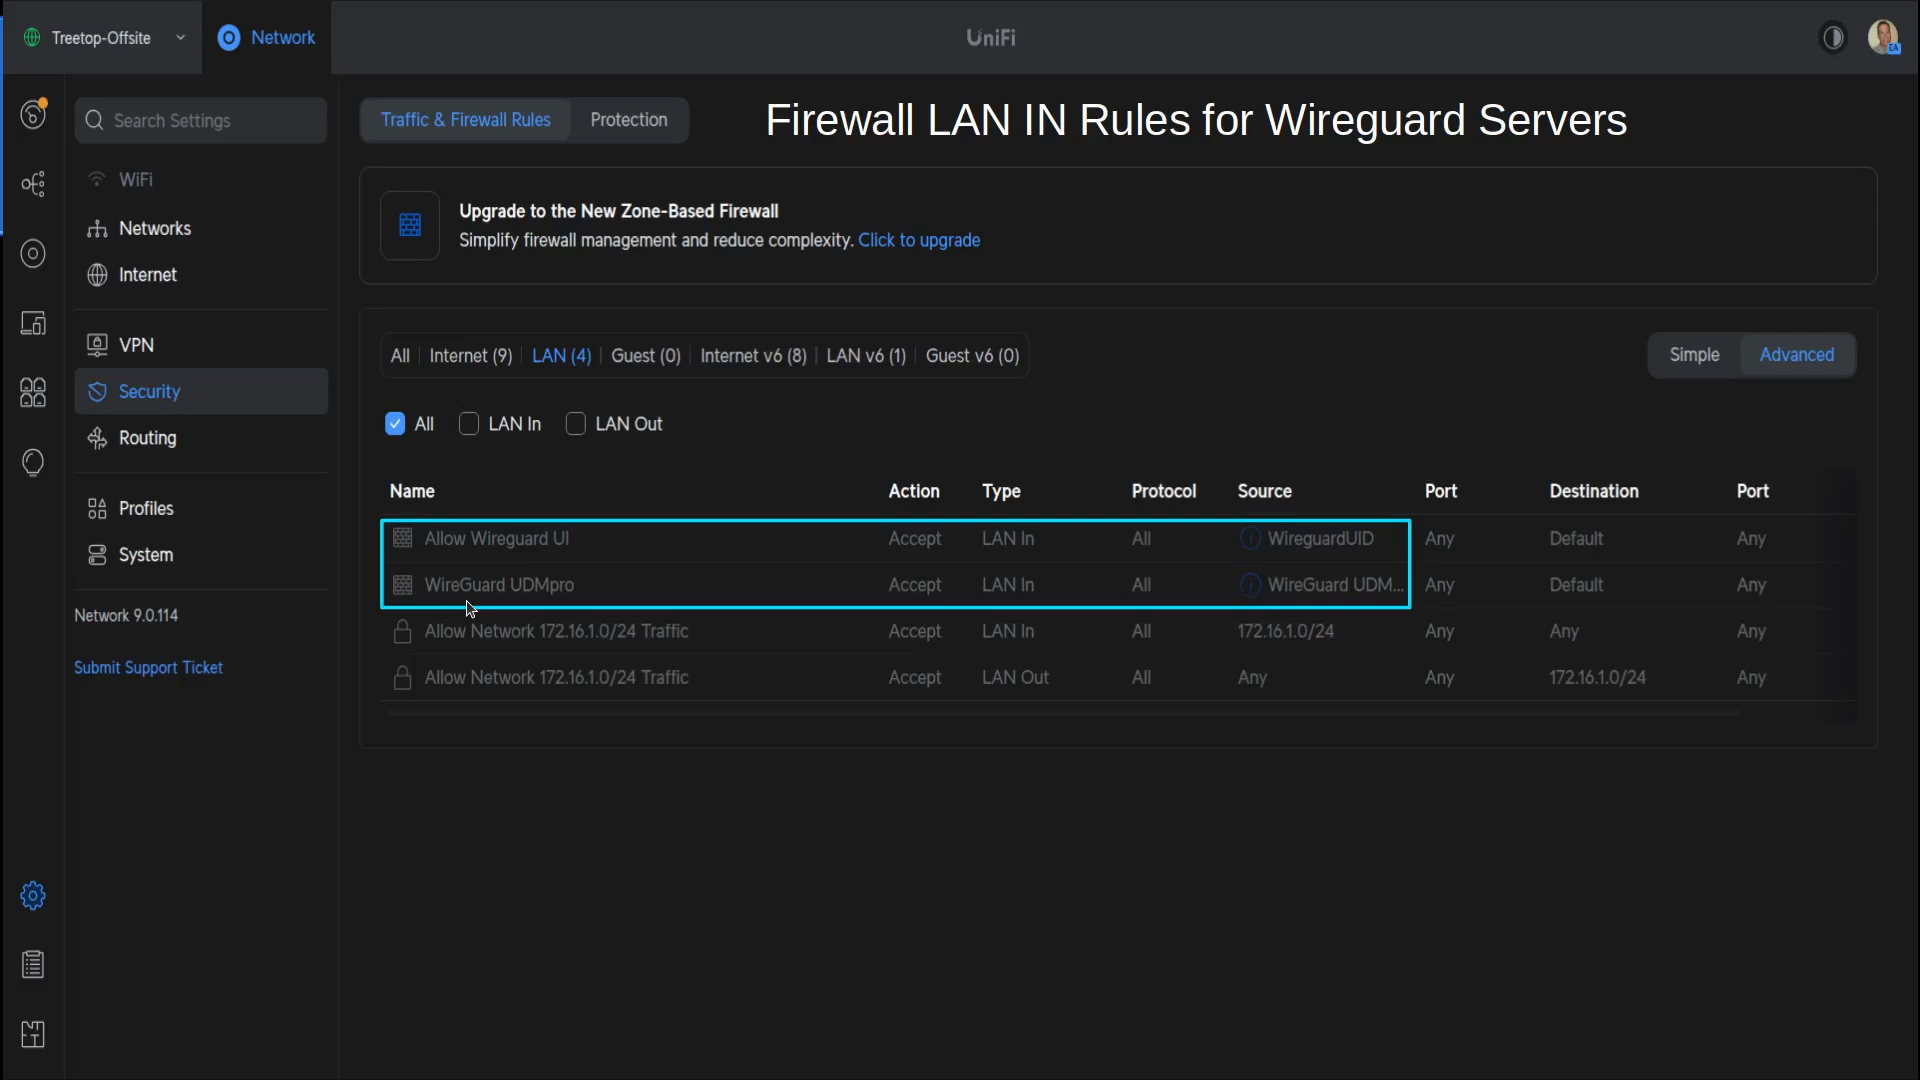 Treetop-Offsite
Network
UniFi
EA
Search Settings
WiFi
Networks
Internet
VPN
Security
Routing
Profiles
System
Network 9.0.114
Submit Support Ticket
Traffic & Firewall Rules Protection
Firewall LAN IN Rules for Wireguard Servers
Upgrade to the New Zone-Based Firewall
Simplify firewall management and reduce complexity. Click to upgrade
All Internet (9) LAN (4) Guest (0) Internet v6 (8) LAN v6 (1) Guest v6 (0)
Simple Advanced
All LAN In LAN Out
Name Action Type Protocol Source Port Destination Port
Allow Wireguard UI Accept LAN In All WireguardUID Any Default Any
WireGuard UDMpro Accept LAN In All WireGuard UDM... Any Default Any
Allow Network 172.16.1.0/24 Traffic Accept LAN In All 172.16.1.0/24 Any Any Any
Allow Network 172.16.1.0/24 Traffic Accept LAN Out All Any Any 172.16.1.0/24 Any